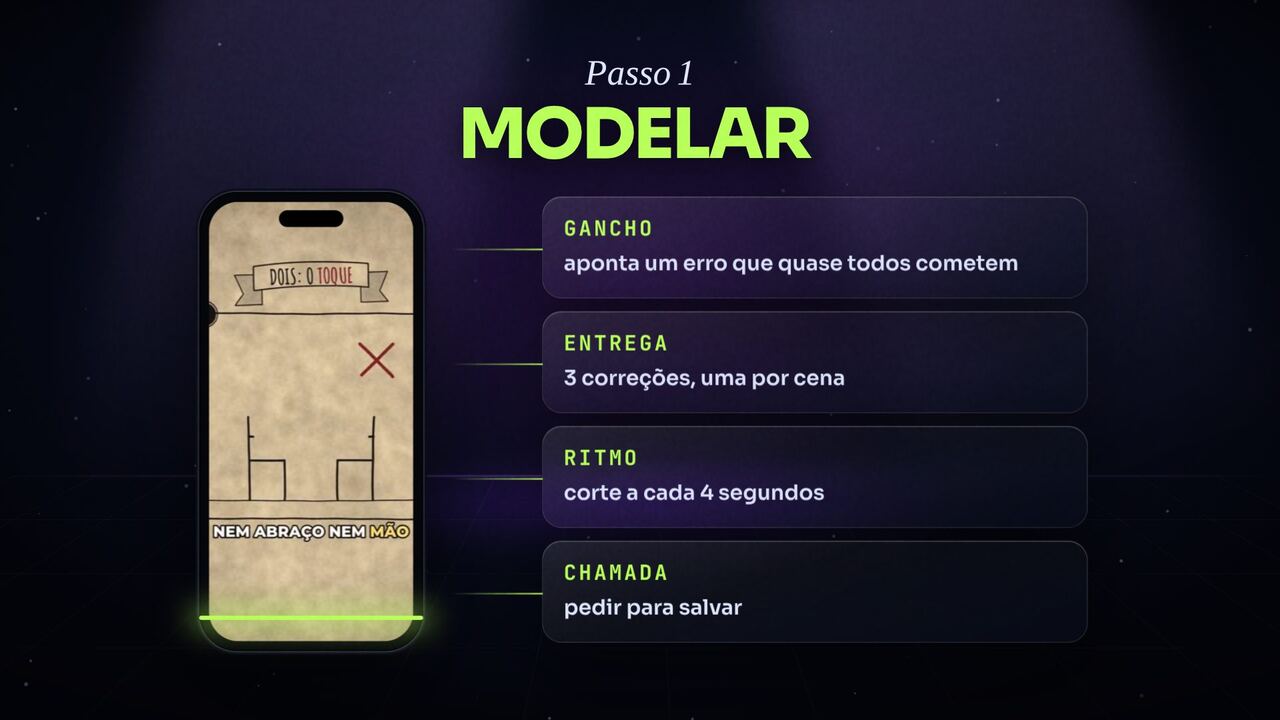 Passo 1
MODELAR
DOIS: O TOQUE
NEM ABRAÇO NEM MÃO
GANCHO
aponta um erro que quase todos cometem
ENTREGA
3 correções, uma por cena
RITMO
corte a cada 4 segundos
CHAMADA
pedir para salvar